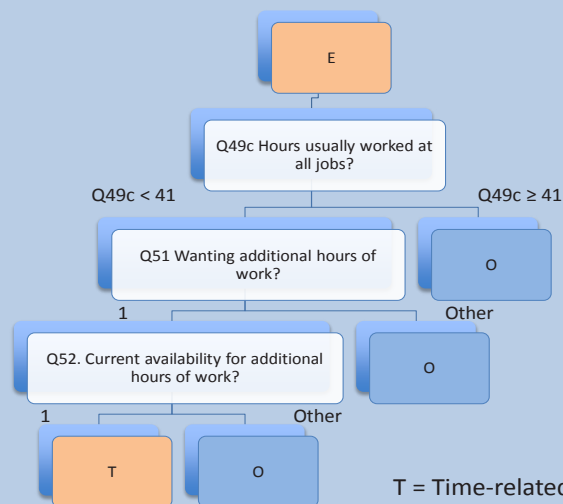 E
Q49c Hours usually worked at
all jobs?
Q49c < 41
Q49c ≥ 41
Q51 Wanting additional hours of
work?
O
1
Other
Q52. Current availability for additional
hours of work?
O
1
Other
T
O
T = Time-related